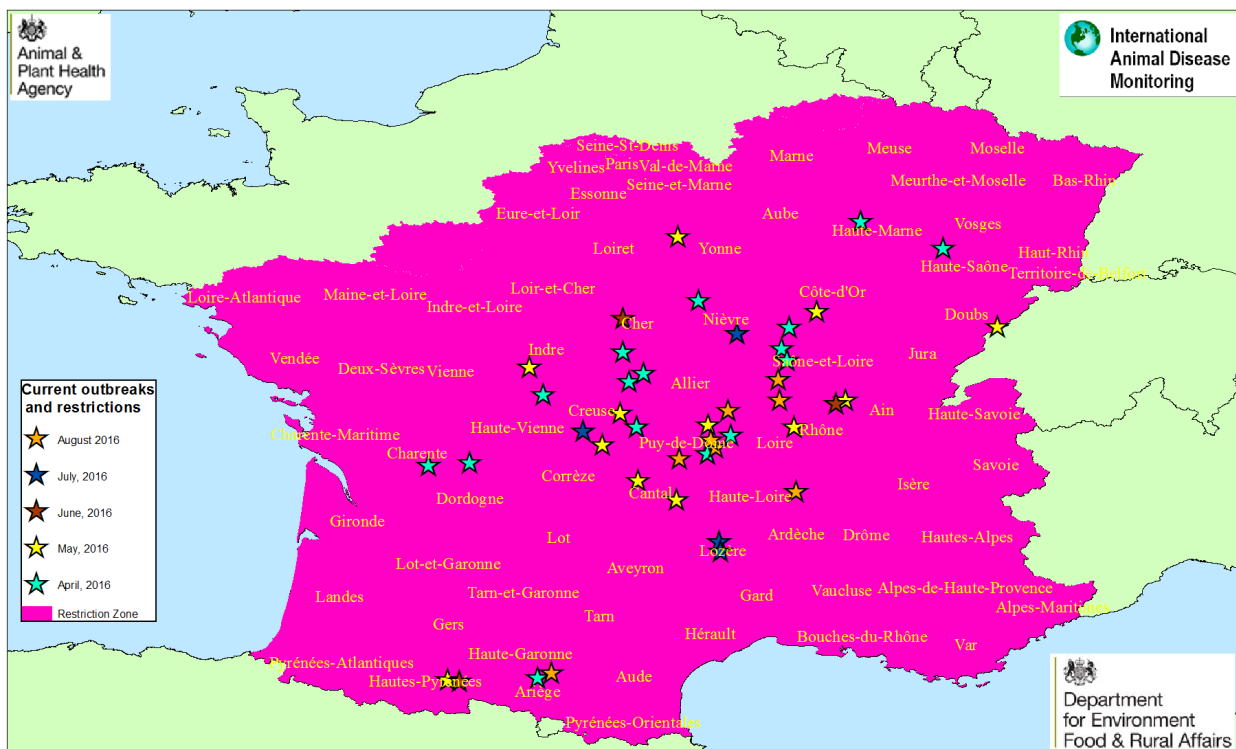 Animal &
Plant Health
Agency
International
Animal Disease
Monitoring
Seine-St-Denis
Yvelines
Paris
Val-de-Marne
Marne
Meuse
Moselle
Essonne
Seine-et-Marne
Meurthe-et-Moselle
Bas-Rhin
Eure-et-Loir
Aube
Loiret
Yonne
Haute-Marne
Vosges
Haut-Rhin
Haute-Saône
Territoire-de-Belfort
Loire-Atlantique
Maine-et-Loire
Loir-et-Cher
Indre-et-Loire
Côte-d'Or
Cher
Nièvre
Doubs
Vendée
Deux-Sèvres
Vienne
Indre
Saône-et-Loire
Jura
Allier
Current outbreaks
and restrictions
August 2016
July, 2016
June, 2016
May, 2016
April, 2016
Restriction Zone
Creuse
Ain
Haute-Savoie
Charente-Maritime
Haute-Vienne
Puy-de-Dôme
Loire
Rhône
Charente
Corrèze
Savoie
Dordogne
Cantal
Haute-Loire
Isère
Gironde
Lot
Lozère
Ardèche
Drôme
Hautes-Alpes
Lot-et-Garonne
Aveyron
Landes
Tarn-et-Garonne
Gard
Vaucluse
Alpes-de-Haute-Provence
Alpes-Maritimes
Gers
Tarn
Hérault
Bouches-du-Rhône
Var
Pyrénées-Atlantiques
Haute-Garonne
Hautes-Pyrénées
Ariège
Aude
Pyrénées-Orientales
Department
for Environment
Food & Rural Affairs